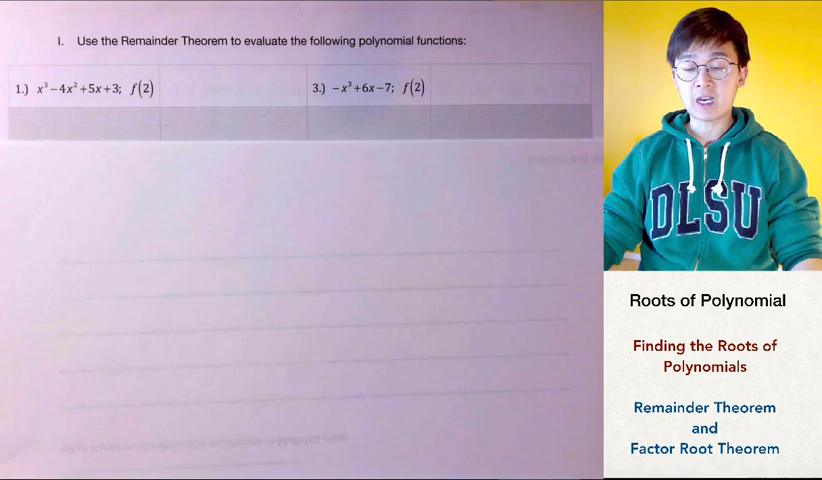 I. Use the Remainder Theorem to evaluate the following polynomial functions:
1.) x³−4x²+5x+3; f(2)
3.) −x³+6x−7; f(2)
DLSU
Roots of Polynomial
Finding the Roots of
Polynomials
Remainder Theorem
and
Factor Root Theorem